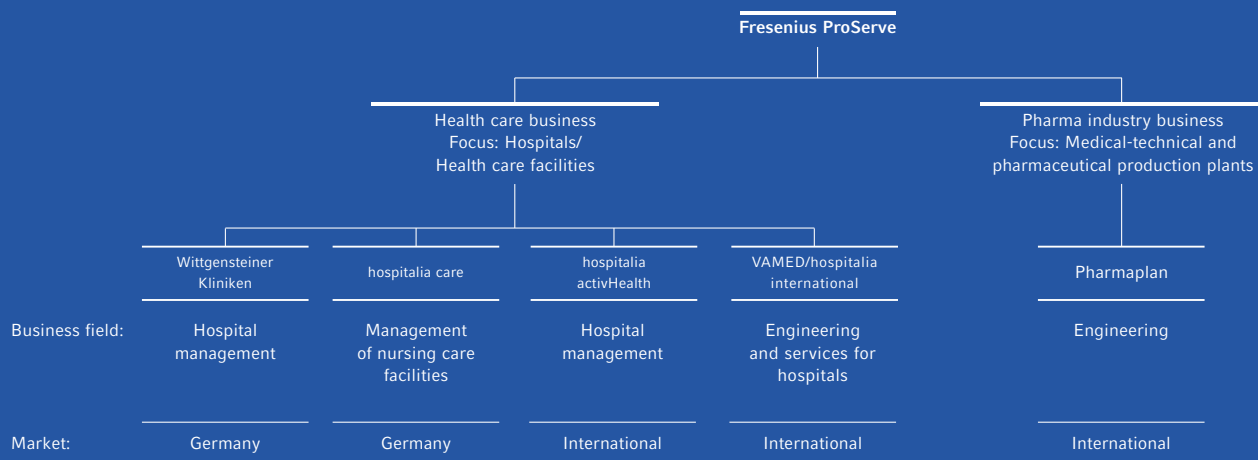 Fresenius ProServe
Health care business
Focus: Hospitals/
Health care facilities
Pharma industry business
Focus: Medical-technical and
pharmaceutical production plants
Wittgensteiner
Kliniken
hospitalia care
hospitalia
activHealth
VAMED/hospitalia
international
Pharmaplan
Business field:
Hospital
management
Management
of nursing care
facilities
Hospital
management
Engineering
and services for
hospitals
Engineering
Market:
Germany
Germany
International
International
International